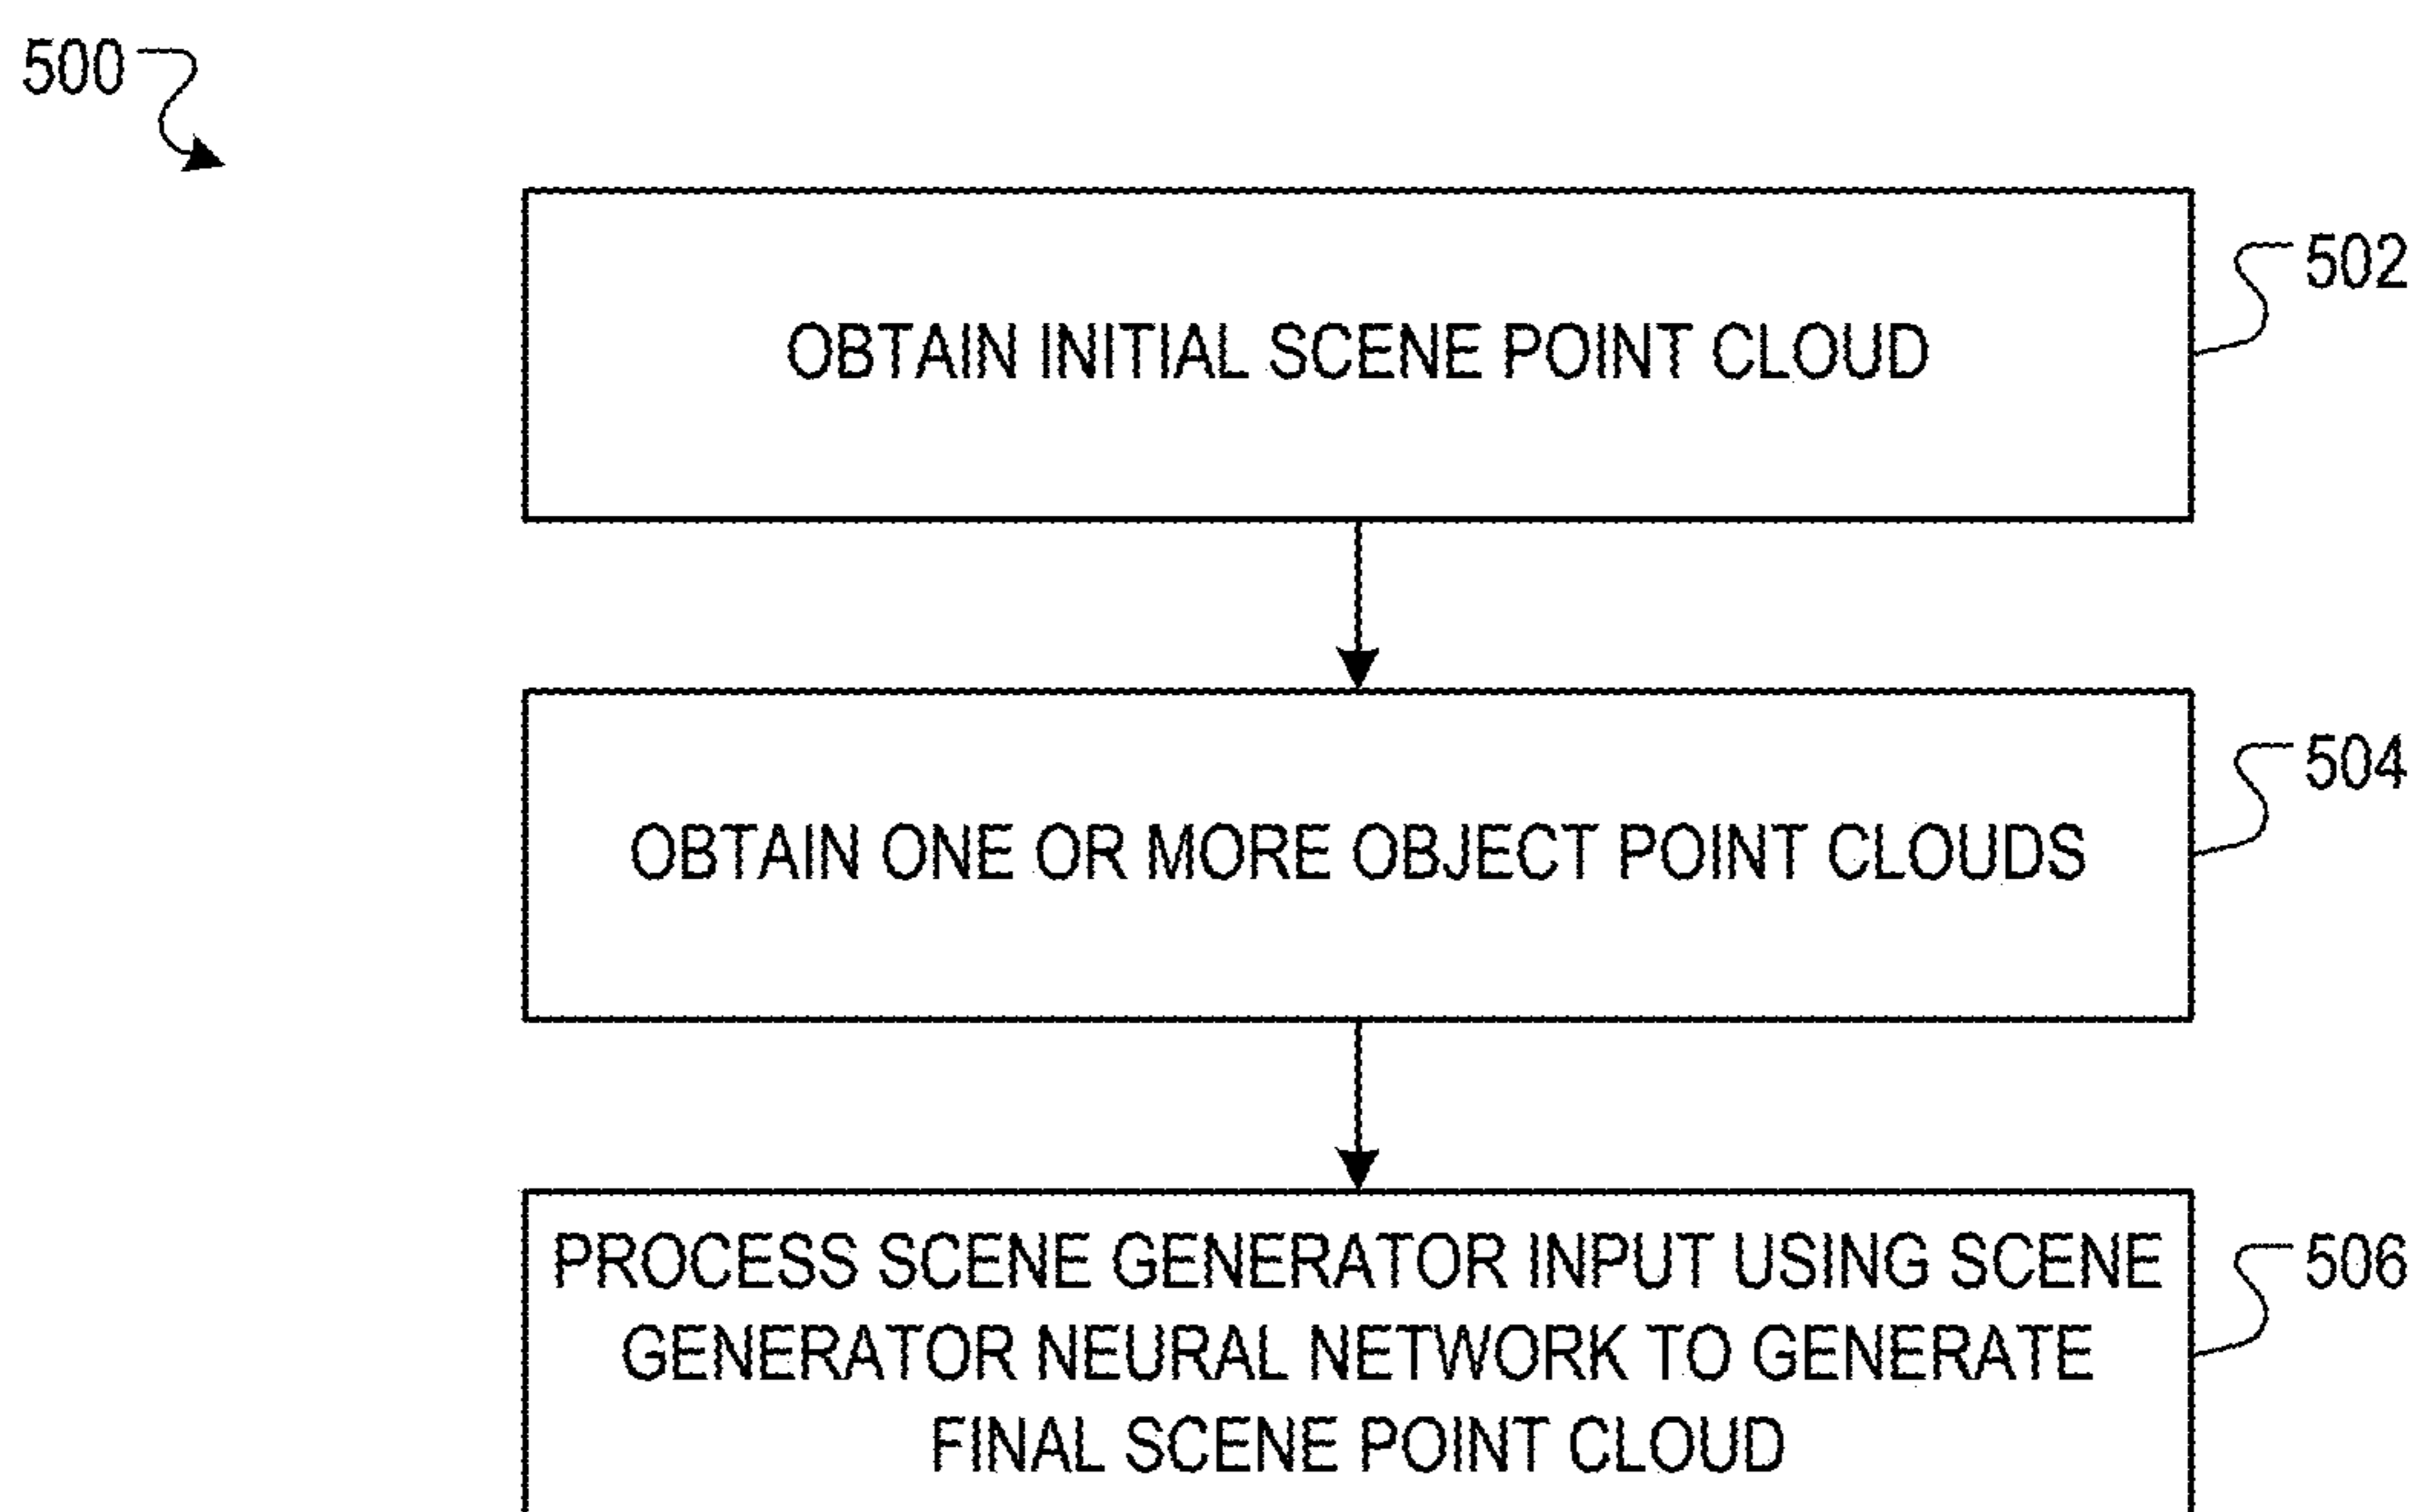 500
OBTAIN INITIAL SCENE POINT CLOUD
502
OBTAIN ONE OR MORE OBJECT POINT CLOUDS
504
PROCESS SCENE GENERATOR INPUT USING SCENE
GENERATOR NEURAL NETWORK TO GENERATE
FINAL SCENE POINT CLOUD
506